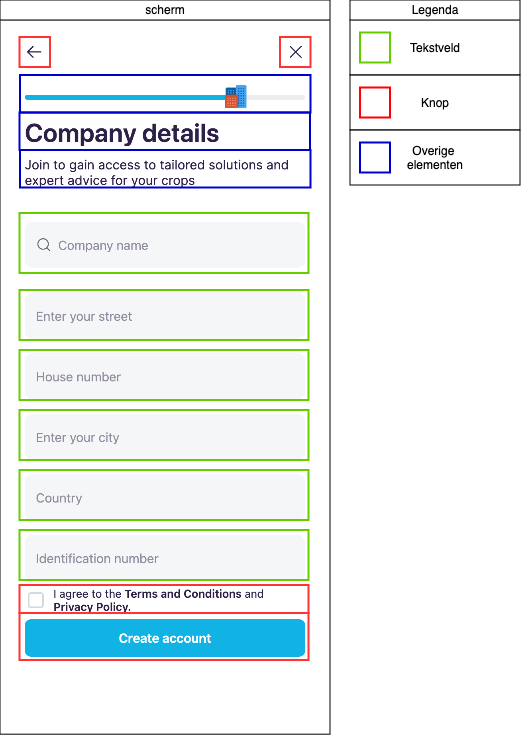 scherm
Company details
Join to gain access to tailored solutions and
expert advice for your crops
Company name
Enter your street
House number
Enter your city
Country
Identification number
I agree to the Terms and Conditions and
Privacy Policy.
Create account
Legenda
Tekstveld
Knop
Overige
elementen